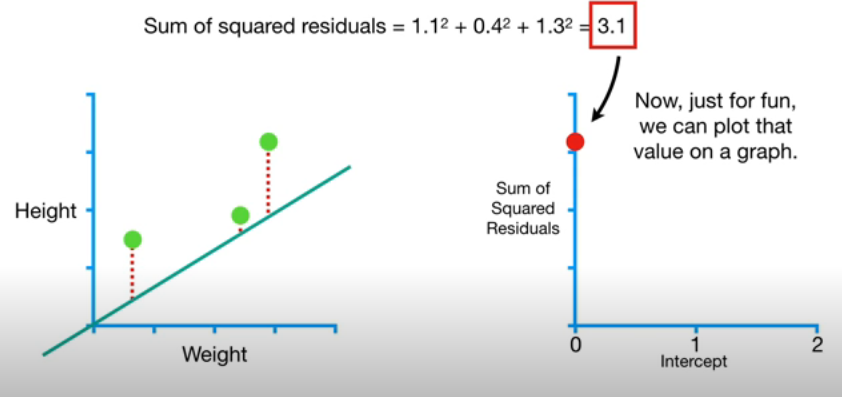 Sum of squared residuals = 1.1² + 0.4² + 1.3² = 3.1
Now, just for fun,
we can plot that
value on a graph.
Height
Weight
Sum of
Squared
Residuals
0 1 2
Intercept